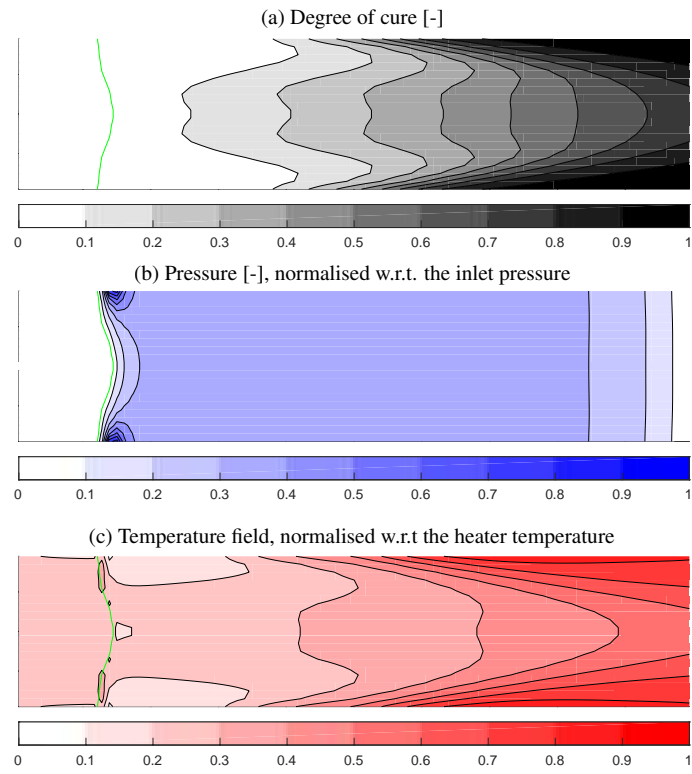 (a) Degree of cure [-]
0 0.1 0.2 0.3 0.4 0.5 0.6 0.7 0.8 0.9 1
(b) Pressure [-], normalised w.r.t. the inlet pressure
0 0.1 0.2 0.3 0.4 0.5 0.6 0.7 0.8 0.9 1
(c) Temperature field, normalised w.r.t the heater temperature
0 0.1 0.2 0.3 0.4 0.5 0.6 0.7 0.8 0.9 1